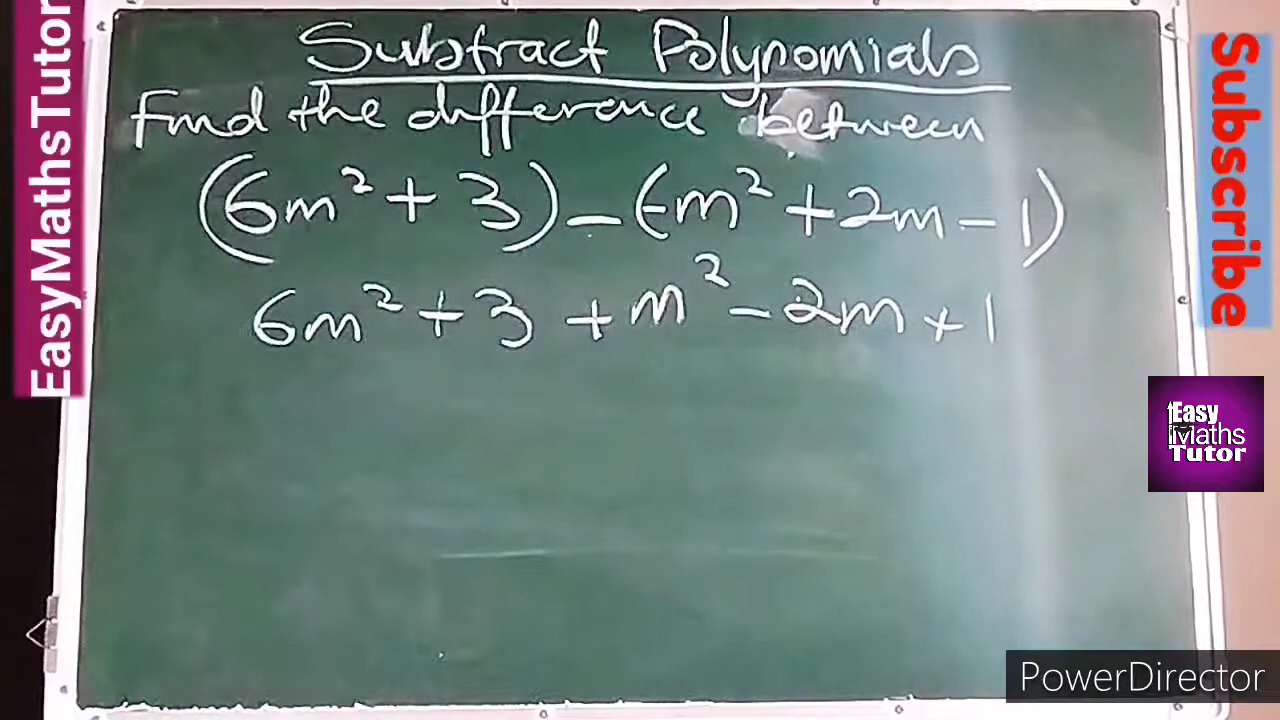 EasyMathsTutor
Subtract Polynomials
Find the difference between
(6m² + 3) - (-m² + 2m - 1)
6m² + 3 + m² - 2m + 1
Subscribe
Easy
Maths
Tutor
PowerDirector